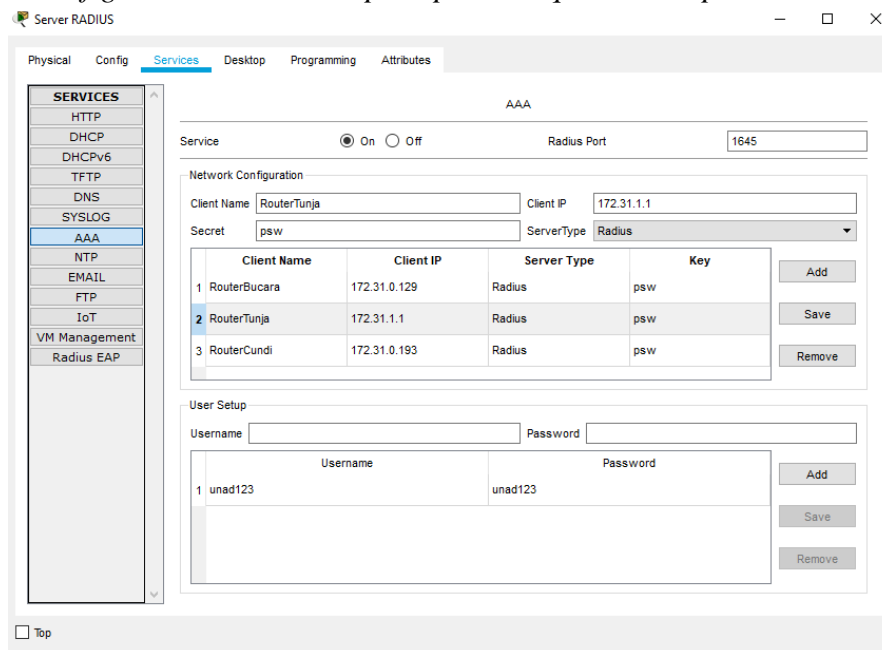 Server RADIUS
Physical Config Services Desktop Programming Attributes
SERVICES
HTTP
DHCP
DHCPv6
TFTP
DNS
SYSLOG
AAA
NTP
EMAIL
FTP
IoT
VM Management
Radius EAP
AAA
Service On Off Radius Port 1645
Network Configuration
Client Name RouterTunja Client IP 172.31.1.1
Secret psw ServerType Radius
Client Name Client IP Server Type Key
1 RouterBucara 172.31.0.129 Radius psw
2 RouterTunja 172.31.1.1 Radius psw
3 RouterCundi 172.31.0.193 Radius psw
Add
Save
Remove
User Setup
Username Password
Username Password
1 unad123 unad123
Add
Save
Remove
Top